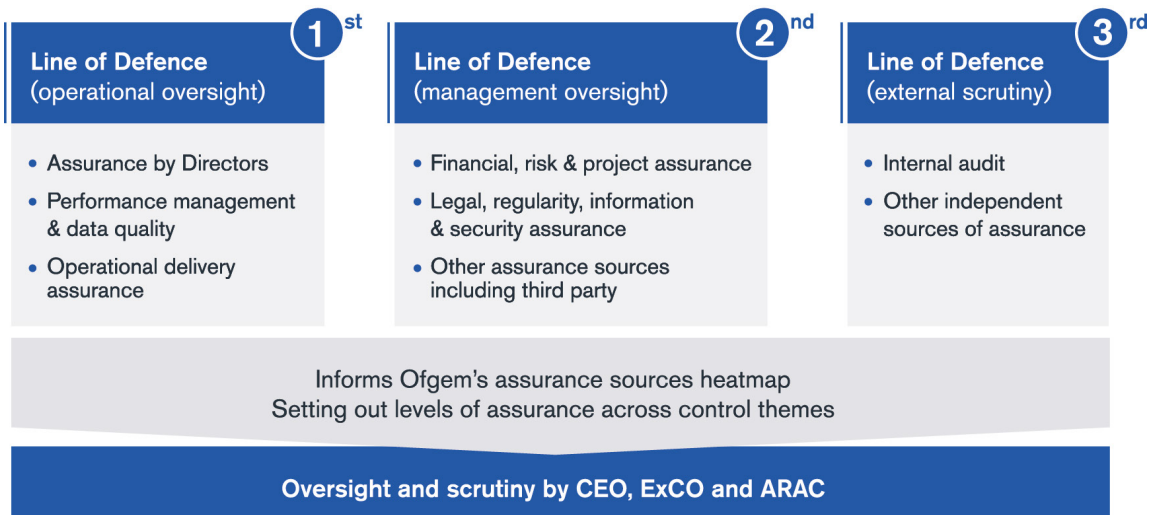 1st
Line of Defence
(operational oversight)
• Assurance by Directors
• Performance management
& data quality
• Operational delivery
assurance
2nd
Line of Defence
(management oversight)
• Financial, risk & project assurance
• Legal, regularity, information
& security assurance
• Other assurance sources
including third party
3rd
Line of Defence
(external scrutiny)
• Internal audit
• Other independent
sources of assurance
Informs Ofgem's assurance sources heatmap
Setting out levels of assurance across control themes
Oversight and scrutiny by CEO, ExCO and ARAC